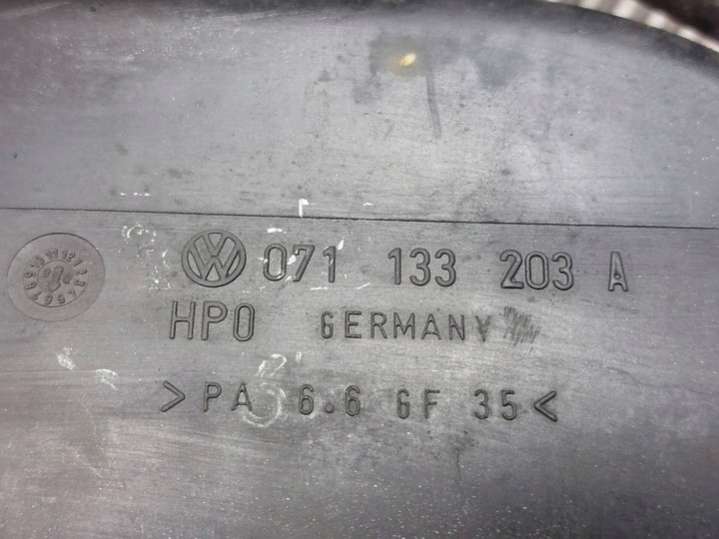 071 133 203 A
HPO GERMANY
>PA 6.6 GF 35<